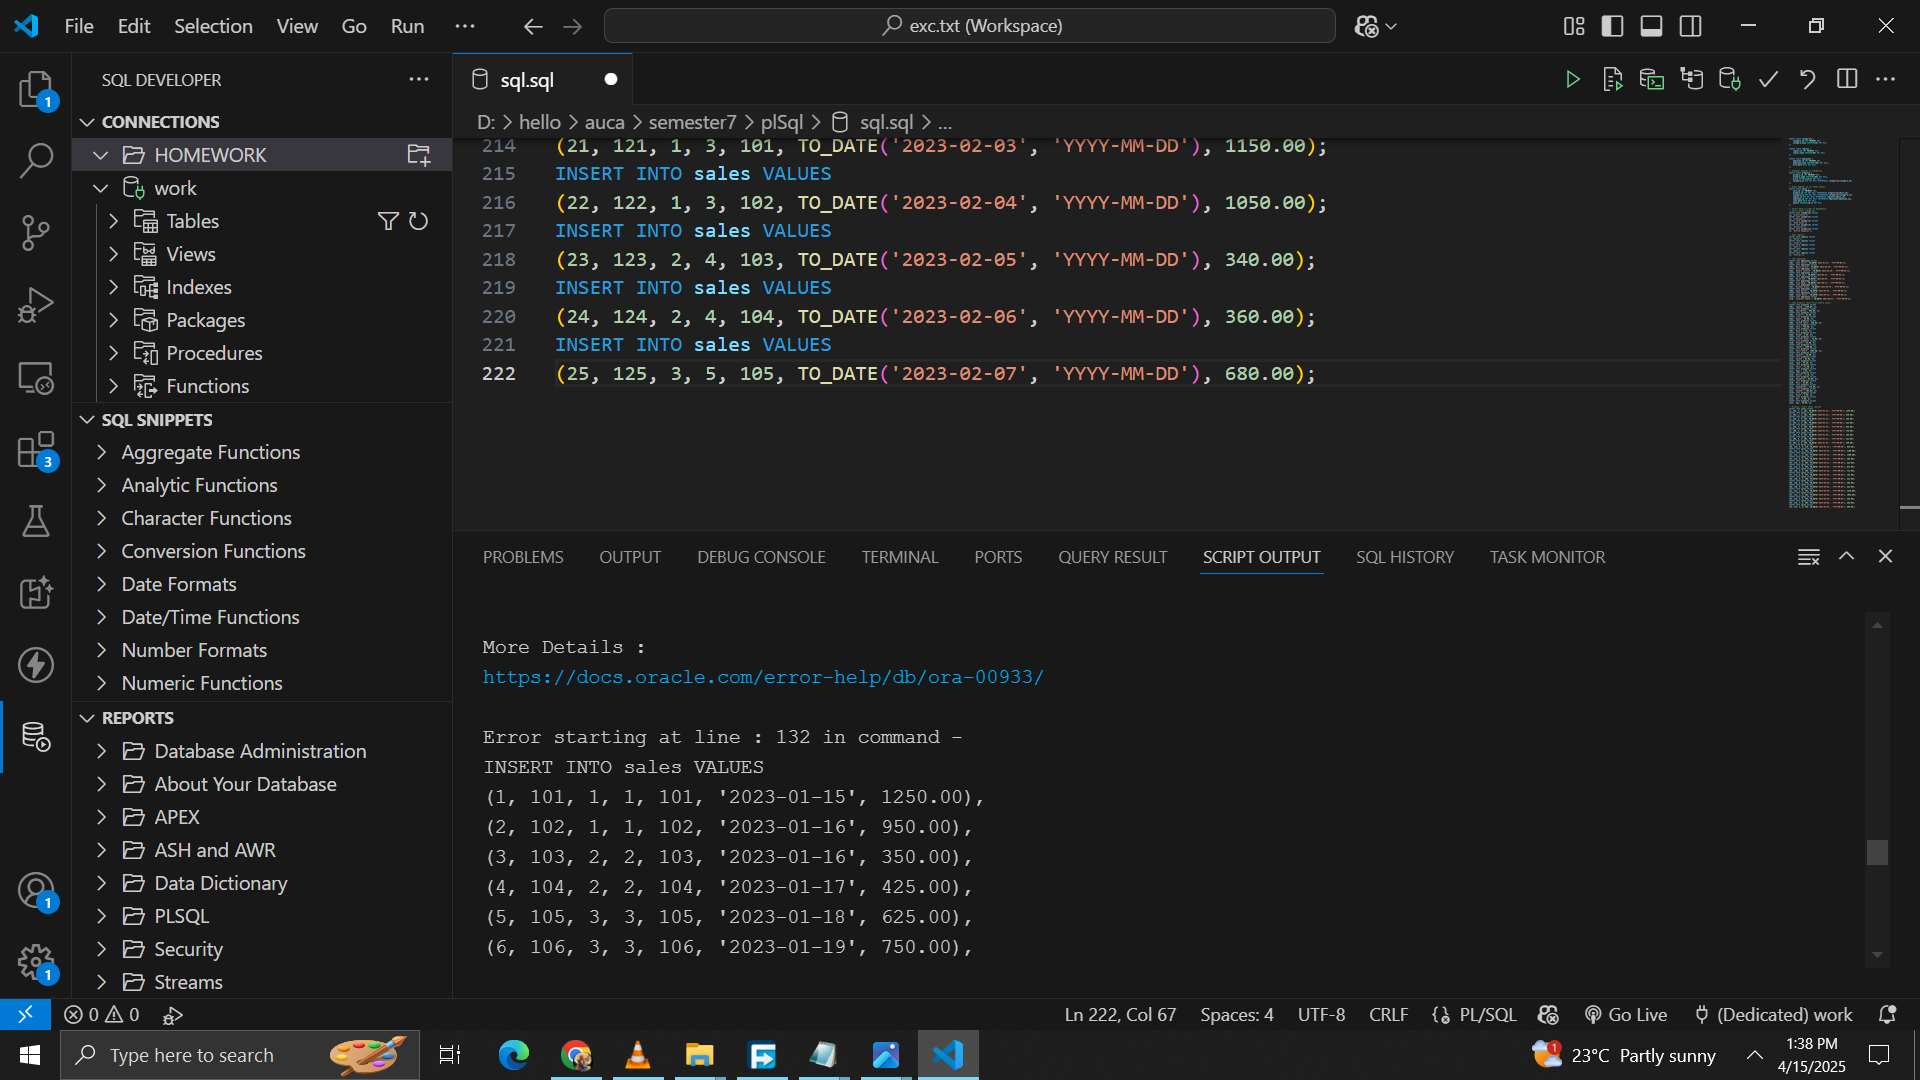 File Edit Selection View Go Run ··· exc.txt (Workspace)
SQL DEVELOPER
CONNECTIONS
HOMEWORK
work
Tables
Views
Indexes
Packages
Procedures
Functions
SQL SNIPPETS
Aggregate Functions
Analytic Functions
Character Functions
Conversion Functions
Date Formats
Date/Time Functions
Number Formats
Numeric Functions
REPORTS
Database Administration
About Your Database
APEX
ASH and AWR
Data Dictionary
PLSQL
Security
Streams
1
3
1
1
sql.sql
D: > hello > auca > semester7 > plSql > sql.sql > ...
214 (21, 121, 1, 3, 101, TO_DATE('2023-02-03', 'YYYY-MM-DD'), 1150.00);
215 INSERT INTO sales VALUES
216 (22, 122, 1, 3, 102, TO_DATE('2023-02-04', 'YYYY-MM-DD'), 1050.00);
217 INSERT INTO sales VALUES
218 (23, 123, 2, 4, 103, TO_DATE('2023-02-05', 'YYYY-MM-DD'), 340.00);
219 INSERT INTO sales VALUES
220 (24, 124, 2, 4, 104, TO_DATE('2023-02-06', 'YYYY-MM-DD'), 360.00);
221 INSERT INTO sales VALUES
222 (25, 125, 3, 5, 105, TO_DATE('2023-02-07', 'YYYY-MM-DD'), 680.00);
PROBLEMS OUTPUT DEBUG CONSOLE TERMINAL PORTS QUERY RESULT SCRIPT OUTPUT SQL HISTORY TASK MONITOR
More Details :
https://docs.oracle.com/error-help/db/ora-00933/
Error starting at line : 132 in command -
INSERT INTO sales VALUES
(1, 101, 1, 1, 101, '2023-01-15', 1250.00),
(2, 102, 1, 1, 102, '2023-01-16', 950.00),
(3, 103, 2, 2, 103, '2023-01-16', 350.00),
(4, 104, 2, 2, 104, '2023-01-17', 425.00),
(5, 105, 3, 3, 105, '2023-01-18', 625.00),
(6, 106, 3, 3, 106, '2023-01-19', 750.00),
0 0 Ln 222, Col 67 Spaces: 4 UTF-8 CRLF PL/SQL Go Live (Dedicated) work
Type here to search 1 23°C Partly sunny 1:38 PM
4/15/2025